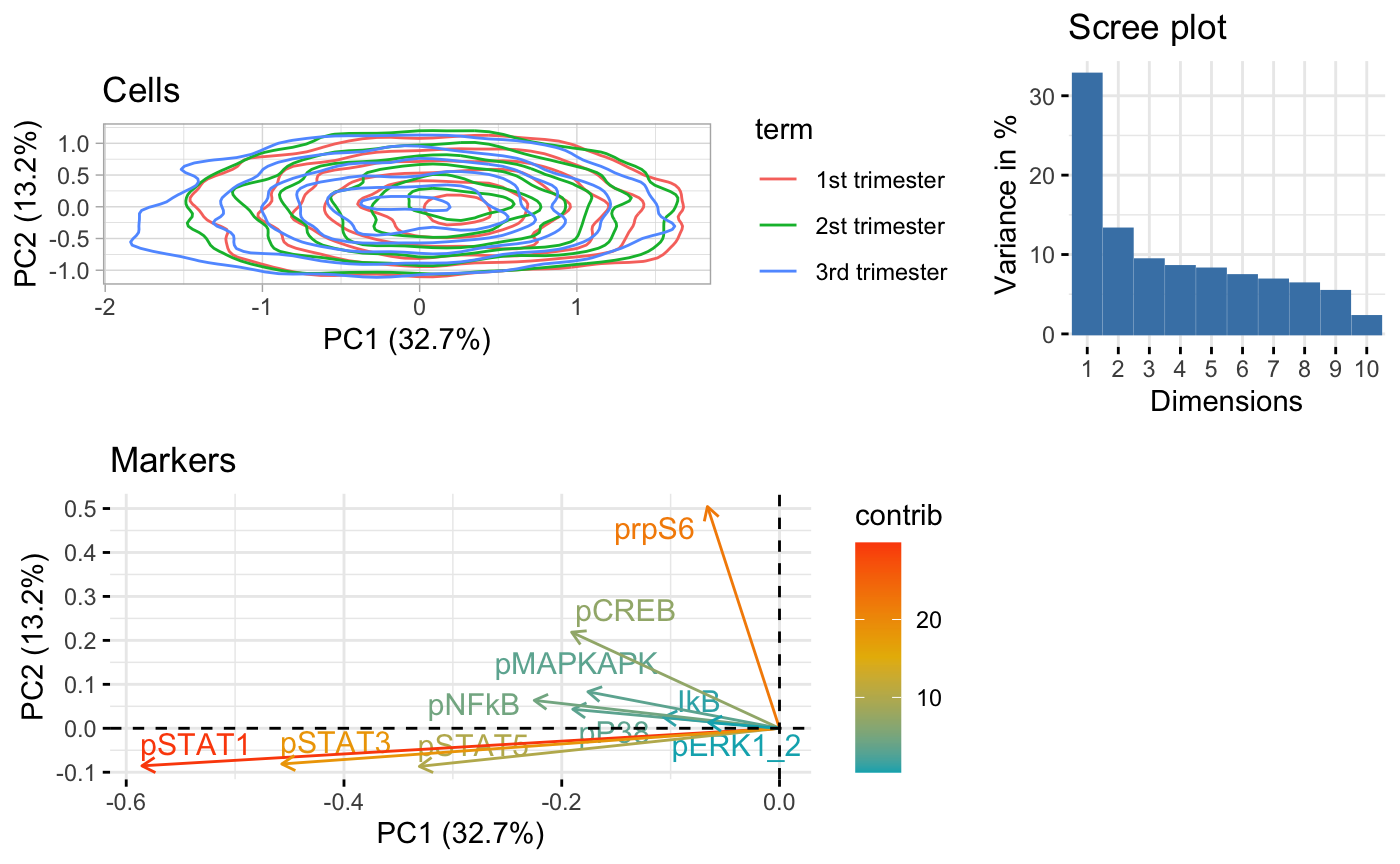 Cells
PC2 (13.2%)
1.0
0.5
0.0
-0.5
-1.0
-2
-1
0
1
PC1 (32.7%)
term
1st trimester
2st trimester
3rd trimester
Scree plot
Variance in %
30
20
10
0
1 2 3 4 5 6 7 8 9 10
Dimensions
Markers
PC2 (13.2%)
0.5
0.4
0.3
0.2
0.1
0.0
-0.1
prpS6
pCREB
pMAPKAPK
pNFkB
IkB
pP38
pERK1_2
pSTAT1
pSTAT3
pSTAT5
-0.6
-0.4
-0.2
0.0
PC1 (32.7%)
contrib
20
10